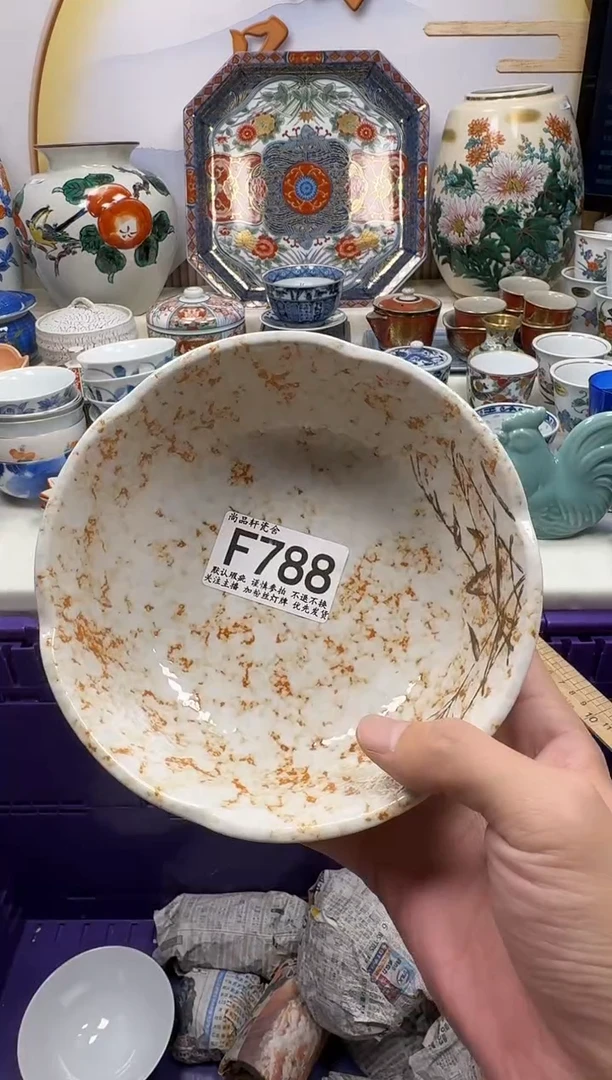 尚品轩瓷舍
F788
默认瑕疵 谨慎参拍 不退不换
关注主播 加粉丝灯牌 优先发货